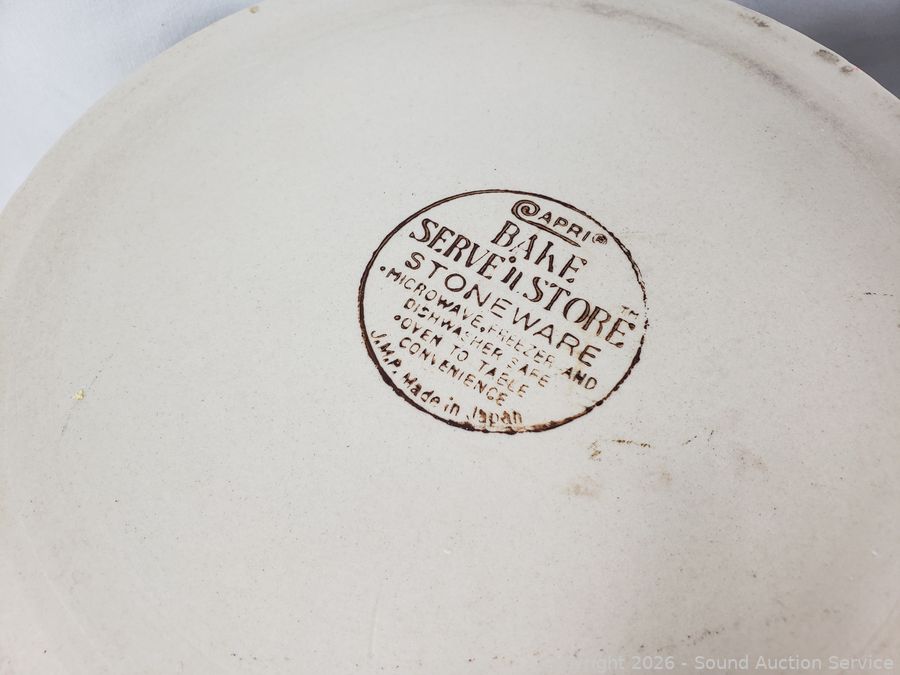 CAPRI®
BAKE
SERVE'n STORE™
STONEWARE
•MICROWAVE, FREEZER AND
DISHWASHER SAFE
•OVEN TO TABLE
CONVENIENCE
J.M.P. Made in Japan
Copyright 2026 - Sound Auction Service